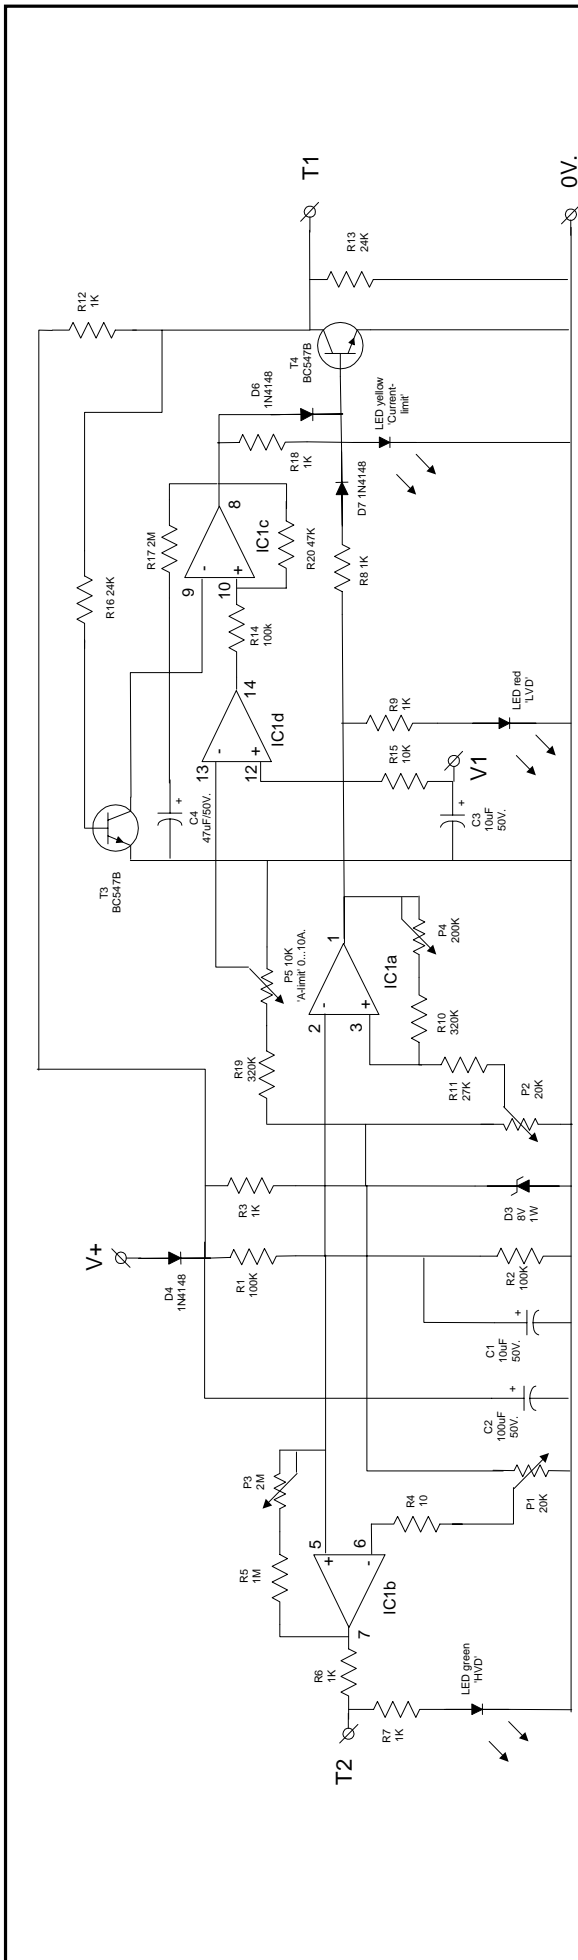 T1
0V.
R13
24K
R12
1K
T4
BC547B
D6
1N4148
LED yellow
'Current-
limit'
R18
1K
D7 1N4148
8
R17 2M
IC1c
R20 47K
R8 1K
-
+
9
10
R16 24K
R14
100k
14
IC1d
R9
1K
LED red
'LVD'
R15
10K
-
+
13
12
V1
C4
47uF/50V.
+
+
C3
10uF
50V.
T3
BC547B
P5 10K
'A-limit' 0...10A.
1
IC1a
P4
200K
-
+
2
3
R10
320K
R19
320K
R11
27K
P2
20K
R3
1K
D3
8V
1W
V+
D4
1N4148
R1
100K
R2
100K
+
C1
10uF
50V.
+
C2
100uF
50V.
P3
2M
R4
10
P1
20K
5
6
+
-
R5
1M
IC1b
7
R6
1K
LED green
'HVD'
R7
1K
T2